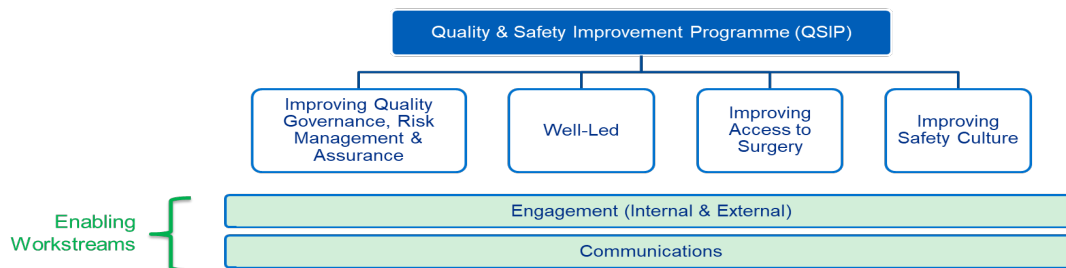 Quality & Safety Improvement Programme (QSIP)
Improving Quality
Governance, Risk
Management &
Assurance
Well-Led
Improving
Access to
Surgery
Improving
Safety Culture
Enabling
Workstreams
Engagement (Internal & External)
Communications